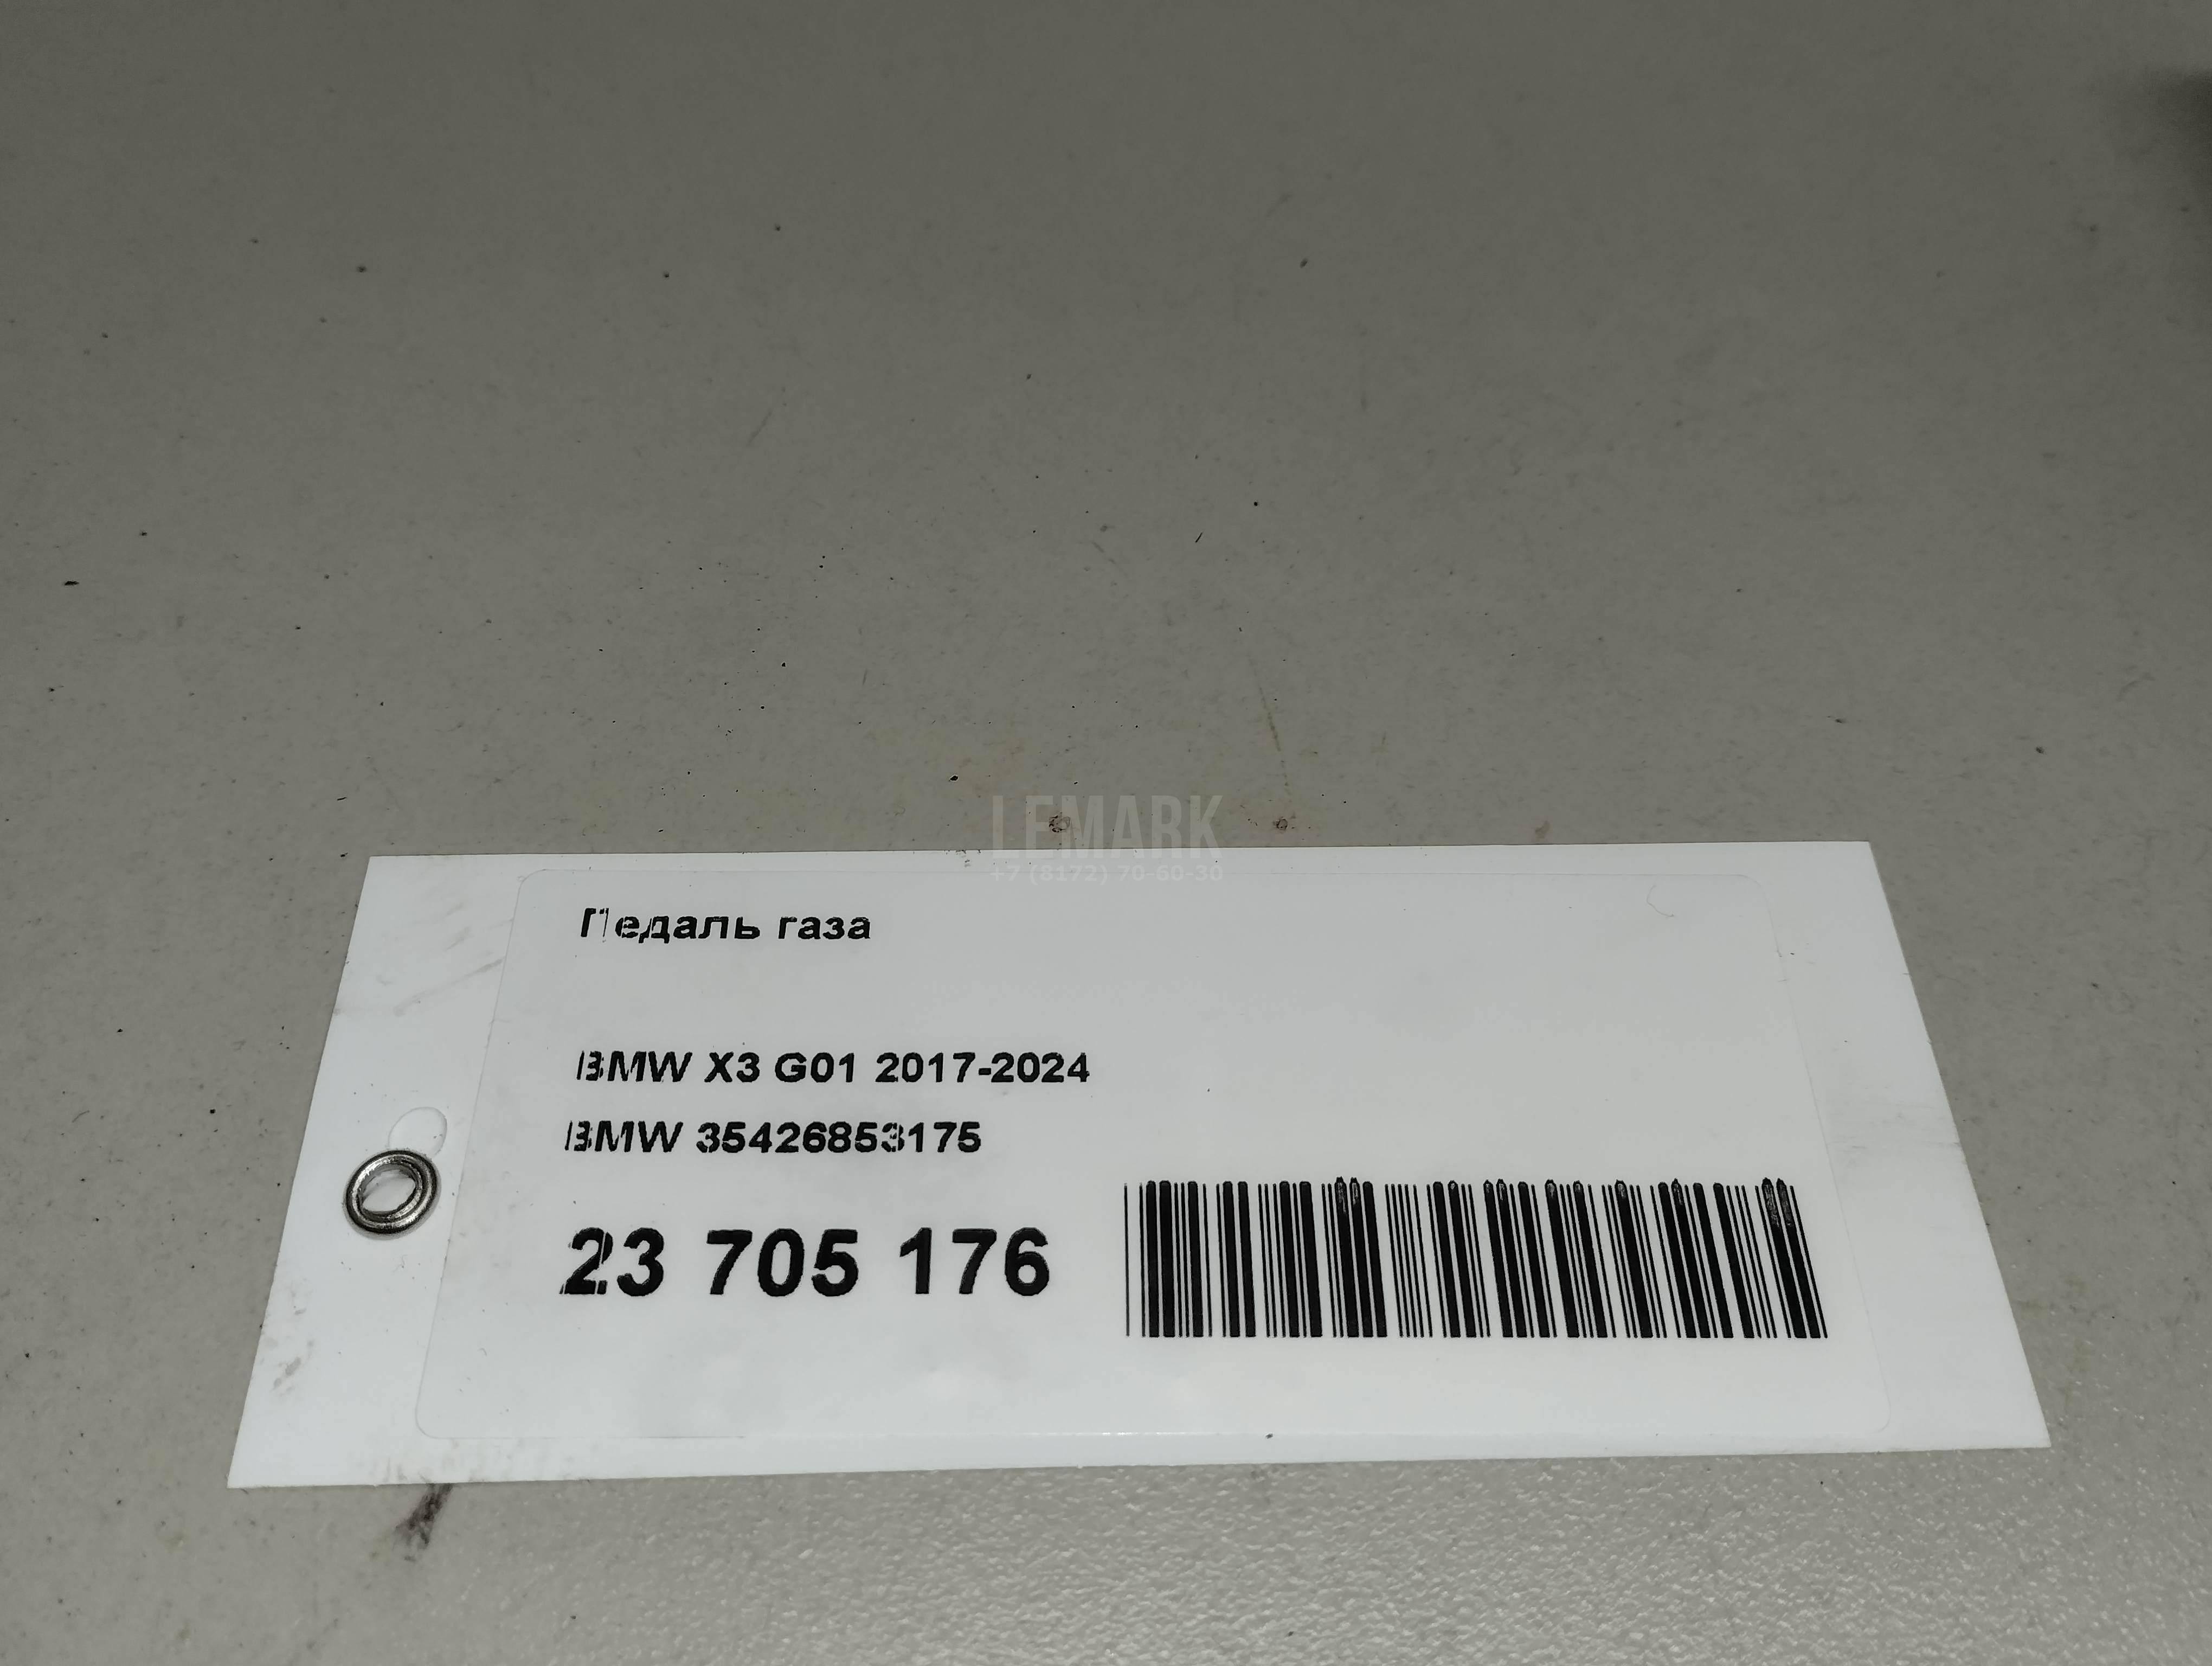 LEMARK
+7 (8172) 70-60-30
Педаль газа
BMW X3 G01 2017-2024
BMW 35426853175
23 705 176